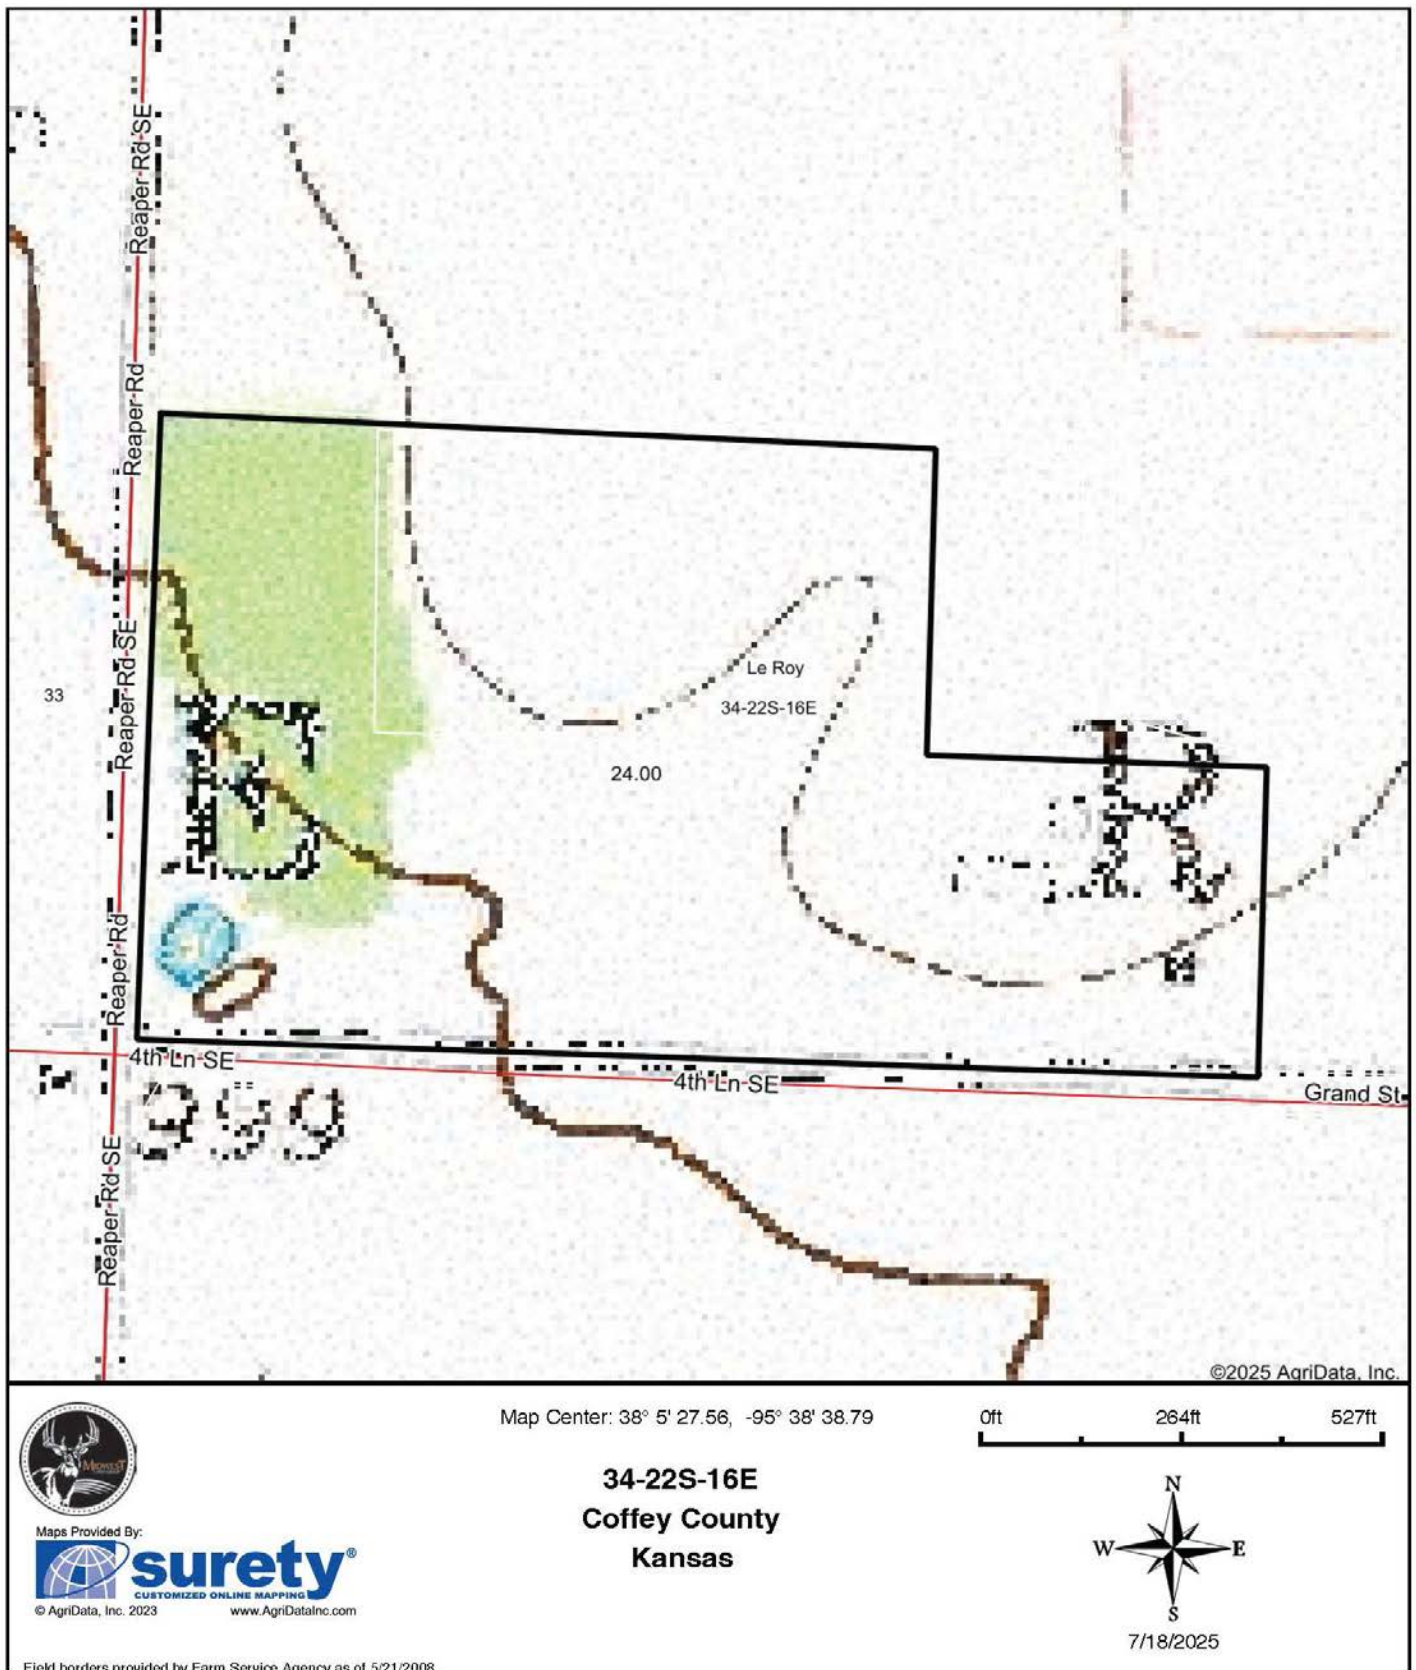 Reaper-Rd-SE
Reaper-Rd
Reaper-Rd-SE
33
Le Roy
34-22S-16E
24.00
Reaper-Rd
4th Ln-SE
4th Ln-SE
Grand St
Reaper-Rd-SE
©2025 AgriData, Inc.
Map Center: 38° 5' 27.56, -95° 38' 38.79
0ft 264ft 527ft
34-22S-16E
Coffey County
Kansas
MIDWEST
Maps Provided By:
surety®
CUSTOMIZED ONLINE MAPPING
© AgriData, Inc. 2023 www.AgriDataInc.com
N
W E
S
7/18/2025
Field borders provided by Farm Service Agency as of 5/21/2008.